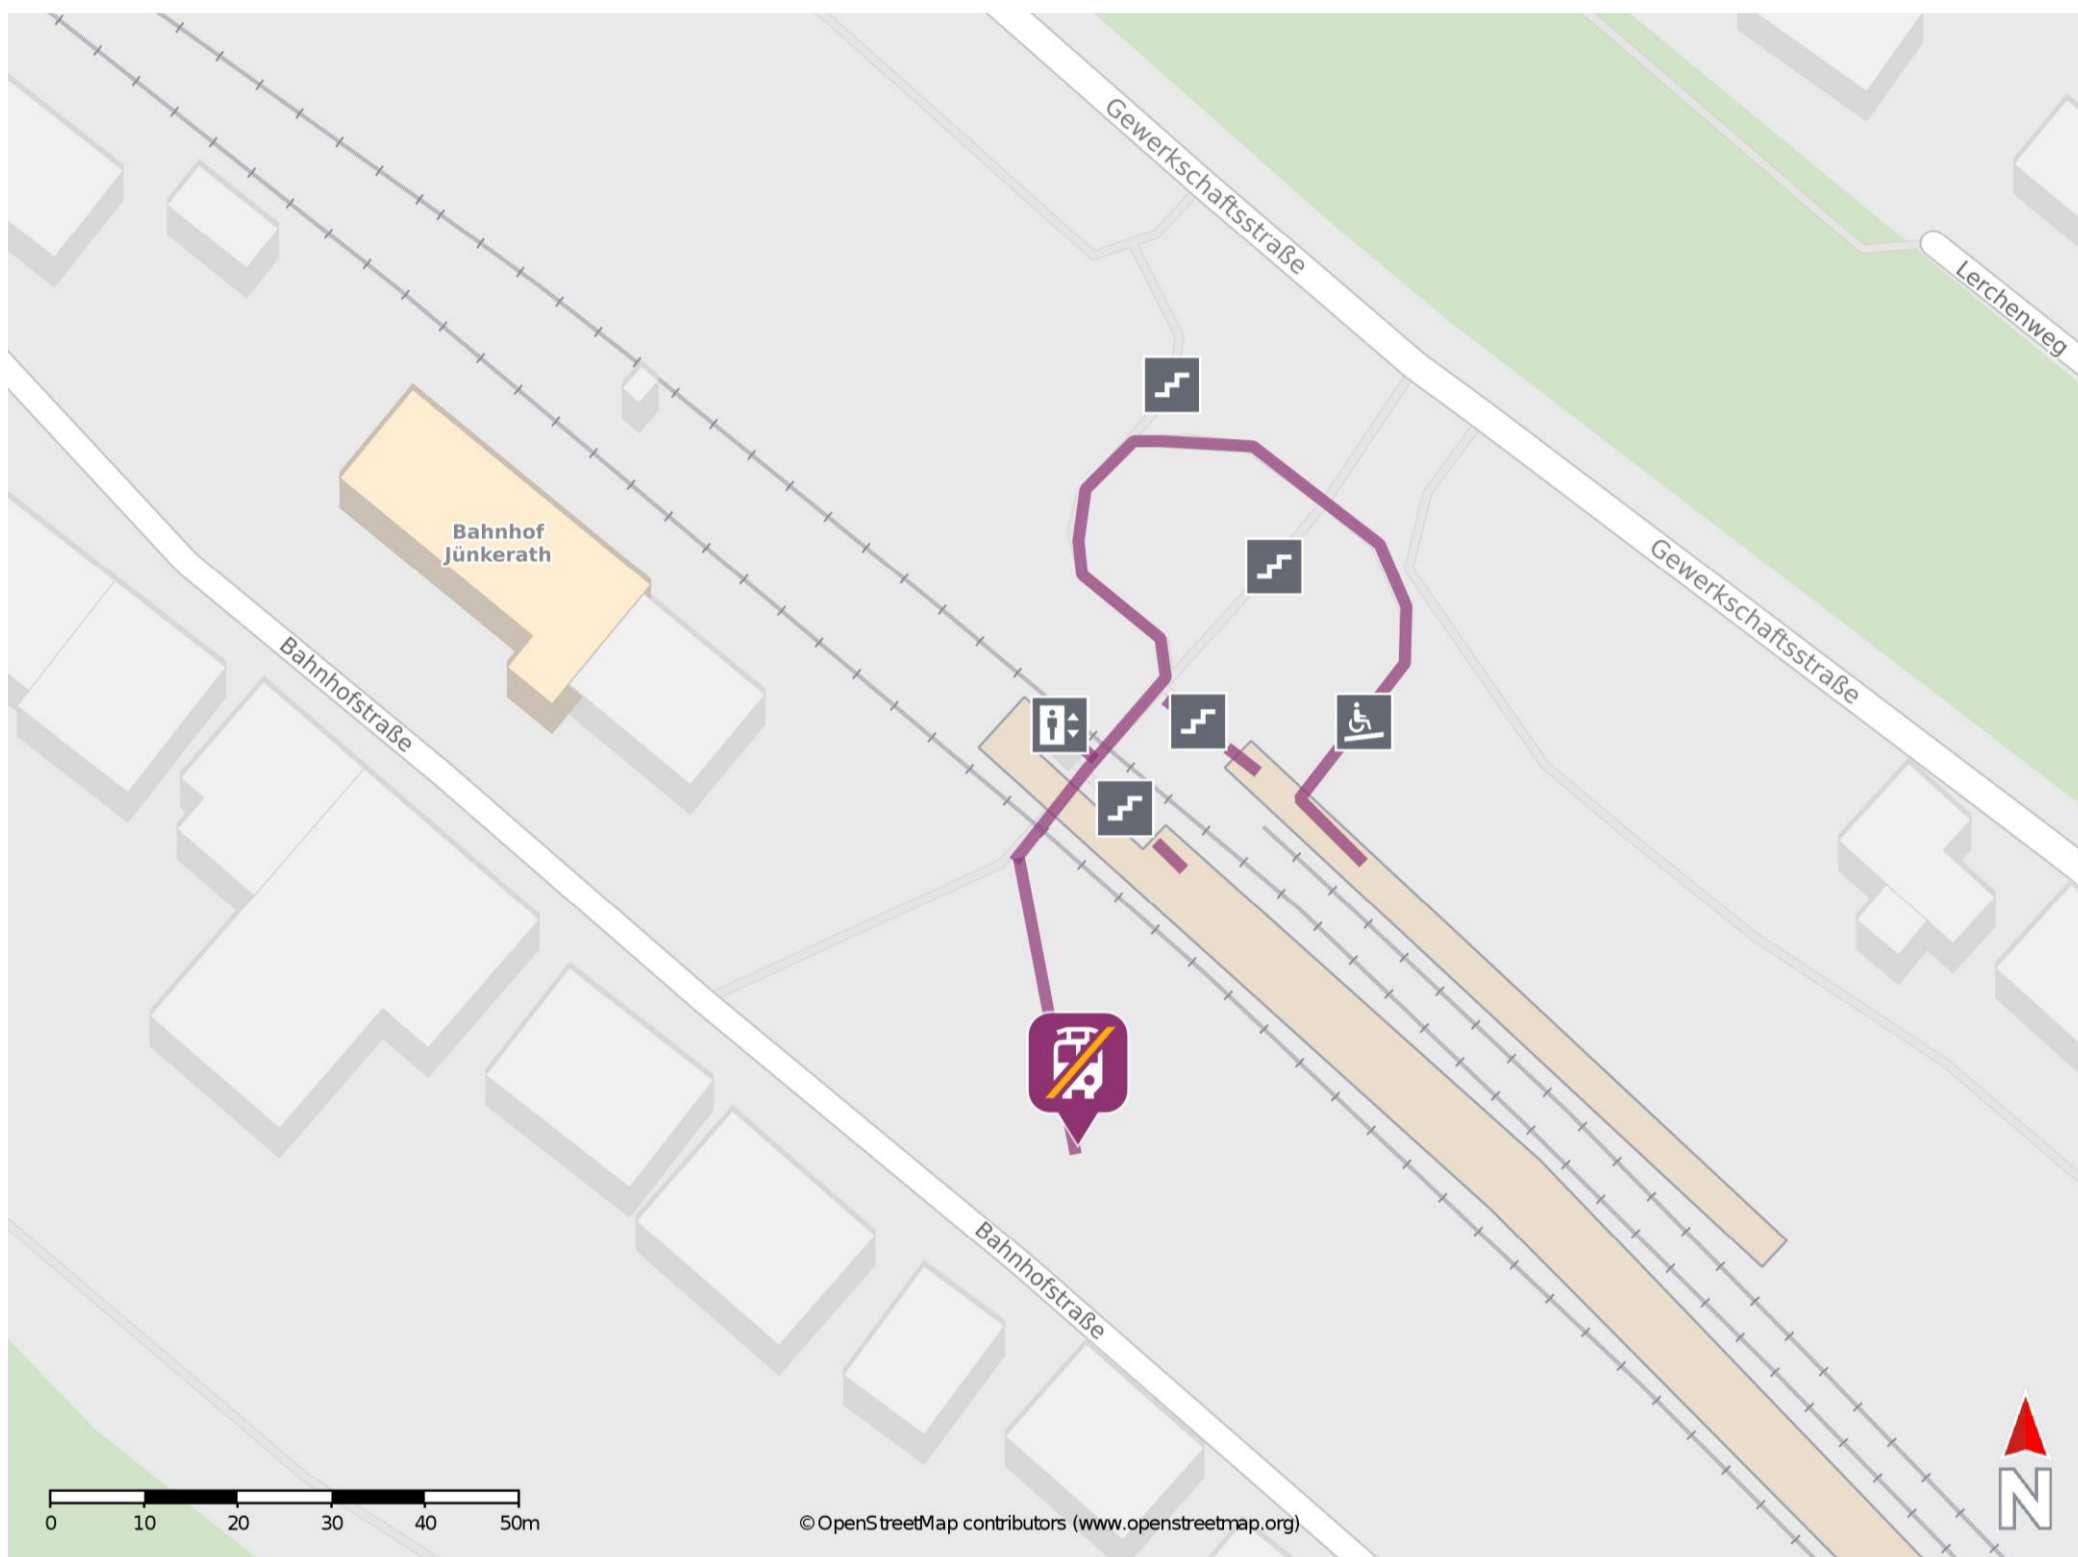 Gewerkschaftsstraße
Lerchenweg
Bahnhof
Jünkerath
Gewerkschaftsstraße
Bahnhofstraße
Bahnhofstraße
N
0 10 20 30 40 50m
© OpenStreetMap contributors (www.openstreetmap.org)